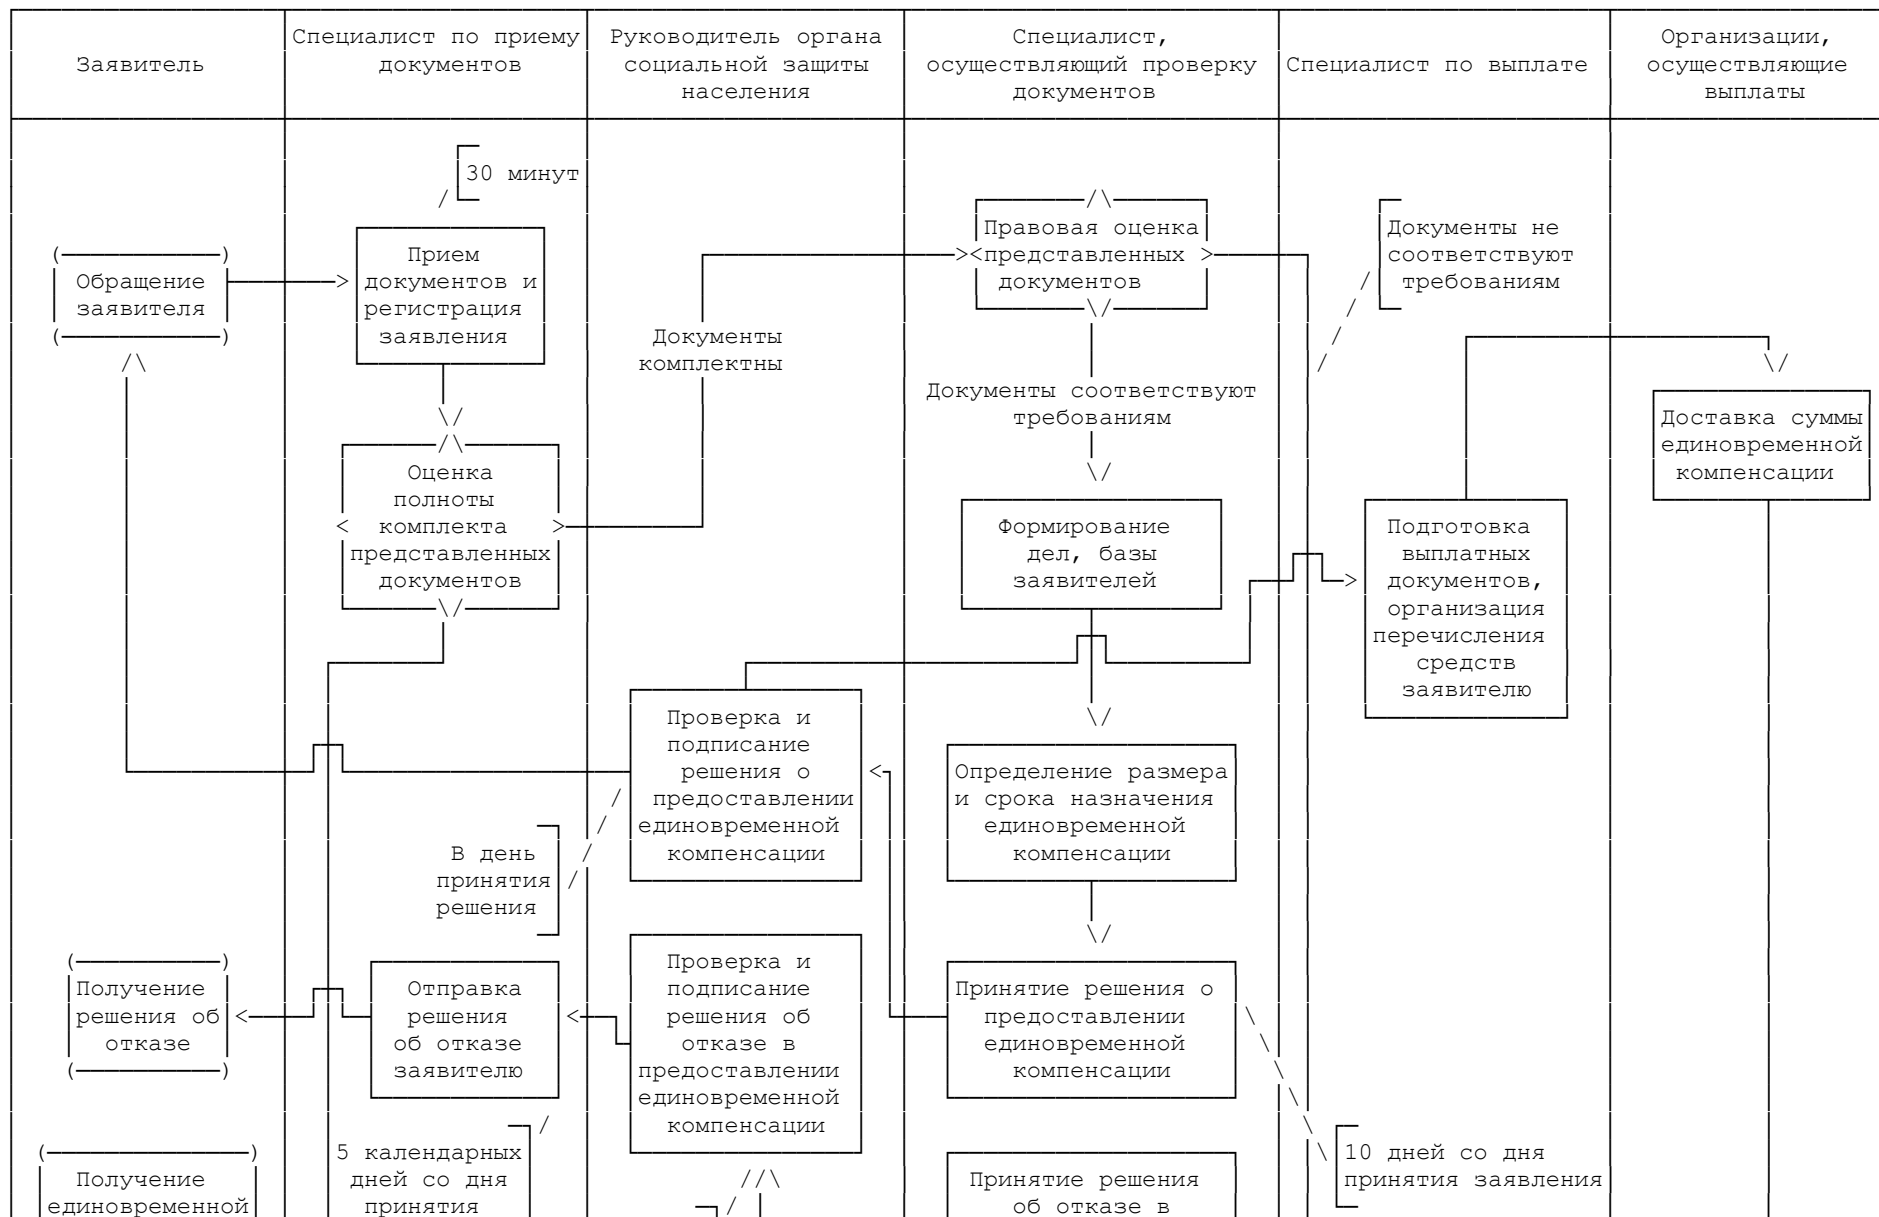 Заявитель
Специалист по приему
документов
Руководитель органа
социальной защиты
населения
Специалист,
осуществляющий проверку
документов
Специалист по выплате
Организации,
осуществляющие
выплаты
30 минут
Обращение
заявителя
Прием
документов и
регистрация
заявления
Документы
комплектны
Правовая оценка
представленных
документов
Документы не
соответствуют
требованиям
Документы соответствуют
требованиям
Доставка суммы
единовременной
компенсации
Оценка
полноты
комплекта
представленных
документов
Формирование
дел, базы
заявителей
Подготовка
выплатных
документов,
организация
перечисления
средств
заявителю
Проверка и
подписание
решения о
предоставлении
единовременной
компенсации
Определение размера
и срока назначения
единовременной
компенсации
В день
принятия
решения
Получение
решения об
отказе
Отправка
решения
об отказе
заявителю
Проверка и
подписание
решения об
отказе в
предоставлении
единовременной
компенсации
Принятие решения о
предоставлении
единовременной
компенсации
Получение
единовременной
5 календарных
дней со дня
принятия
Принятие решения
об отказе в
10 дней со дня
принятия заявления